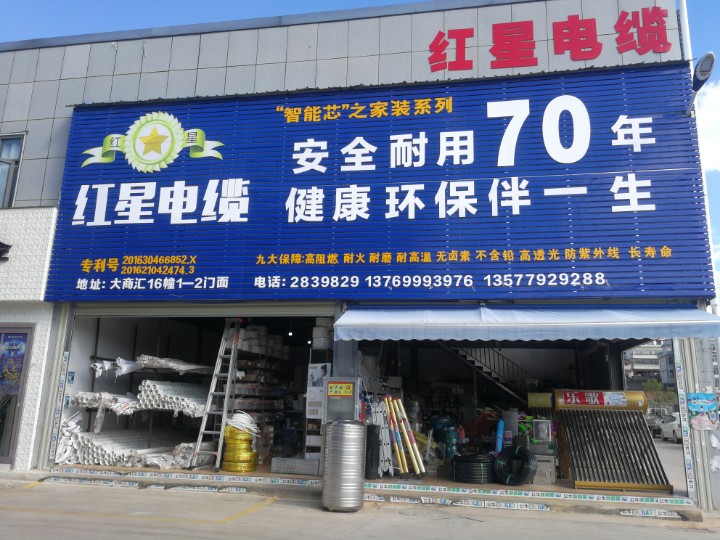 红星电缆
“智能芯”之家装系列
红 星
安全耐用70年
红星电缆
健康环保伴一生
专利号 201630466852.X
201621042474.3
九大保障:高阻燃 耐火 耐磨 耐高温 无卤素 不含铅 高透光 防紫外线 长寿命
地址: 大商汇16幢1—2门面
电话: 2839829 13769993976 13577929288
乐歌